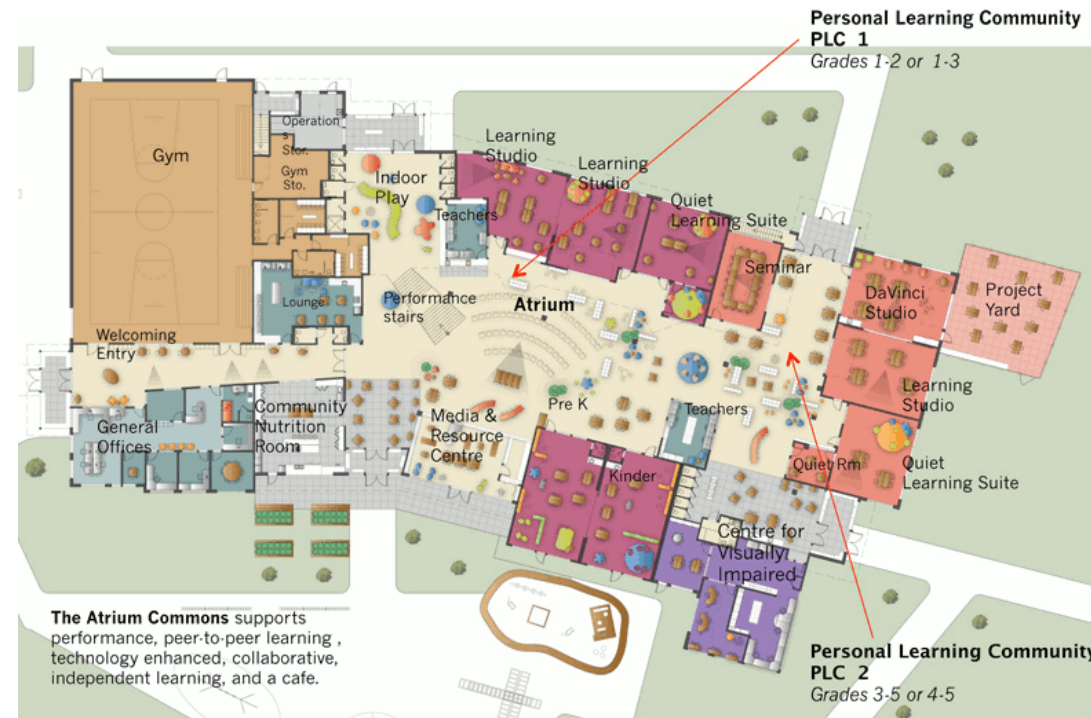 Personal Learning Community
PLC 1
Grades 1-2 or 1-3
Operation
s
Stor.
Gym
Gym
Sto.
Indoor
Play
Learning
Studio
Learning
Studio
Quiet
Learning Suite
Teachers
Seminar
DaVinci
Studio
Project
Yard
Lounge
Performance
stairs
Atrium
Welcoming
Entry
Learning
Studio
General
Offices
Community
Nutrition
Room
Media &
Resource
Centre
Pre K
Teachers
Kinder
Quiet Rm
Quiet
Learning Suite
Centre for
Visually
Impaired
The Atrium Commons supports
performance, peer-to-peer learning ,
technology enhanced, collaborative,
independent learning, and a cafe.
Personal Learning Community
PLC 2
Grades 3-5 or 4-5